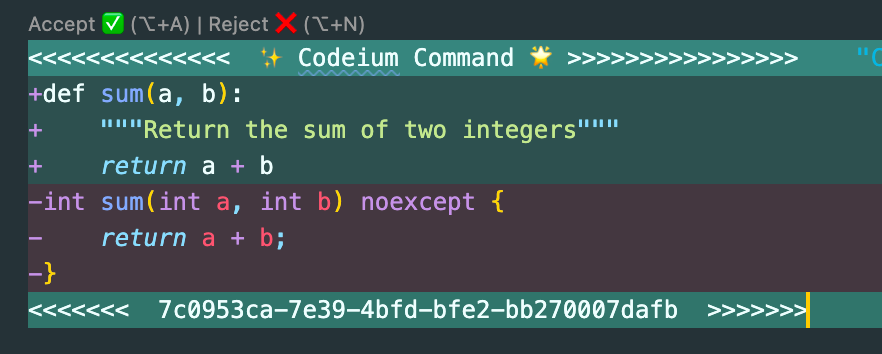 Accept ✅ (⌥+A) | Reject ❌ (⌥+N)
<<<<<<<<<<<<<<  ✨ Codeium Command 🌟 >>>>>>>>>>>>>>>>    "C
+def sum(a, b):
+    """Return the sum of two integers"""
+    return a + b
-int sum(int a, int b) noexcept {
-    return a + b;
-}
<<<<<<<  7c0953ca-7e39-4bfd-bfe2-bb270007dafb  >>>>>>>